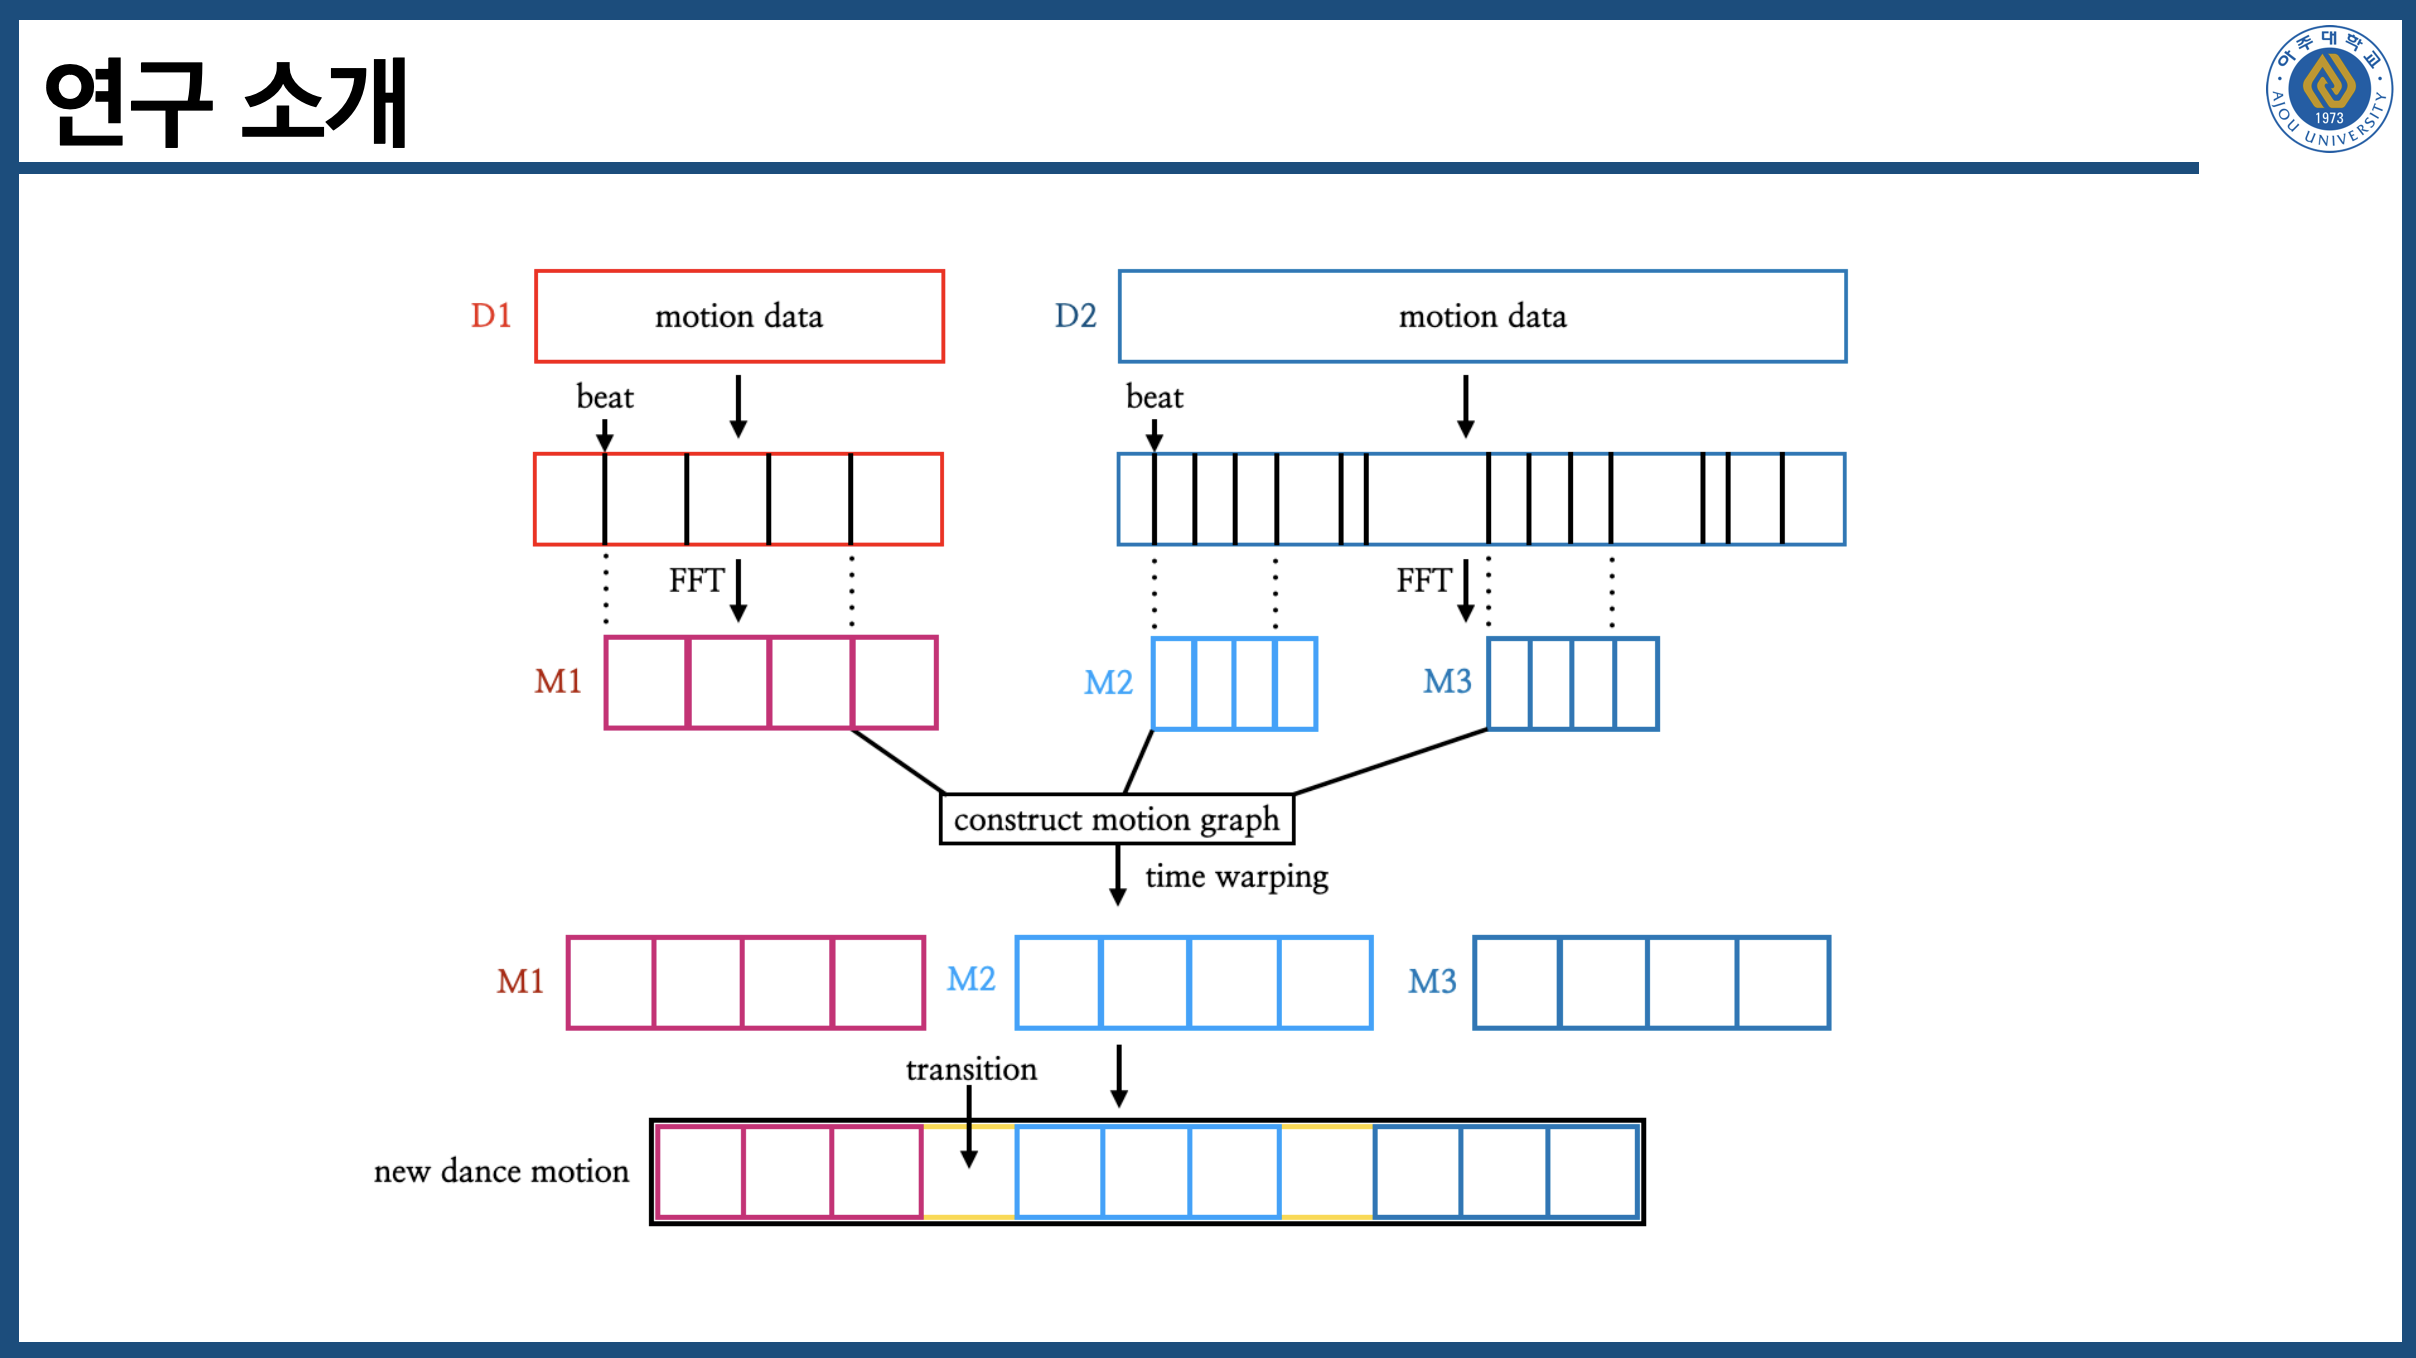 연구 소개
아주대학교
1973
AJOU UNIVERSITY
D1
motion data
D2
motion data
beat
beat
FFT
FFT
M1
M2
M3
construct motion graph
time warping
M1
M2
M3
transition
new dance motion